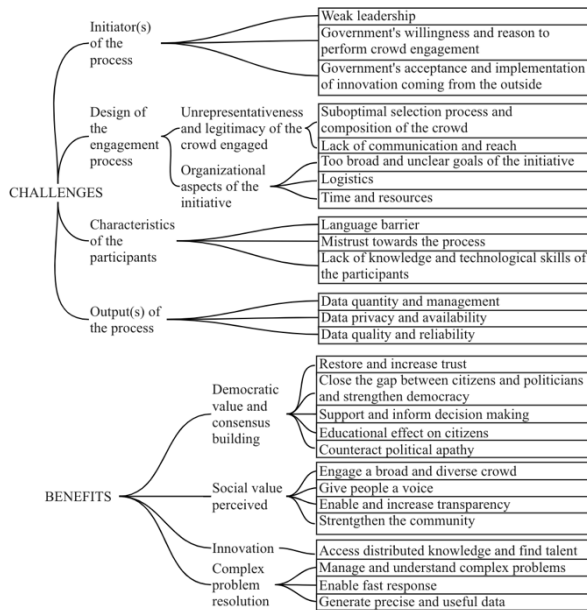 Initiator(s)
of the
process
Weak leadership
Government's willingness and reason to
perform crowd engagement
Government's acceptance and implementation
of innovation coming from the outside
Design of
the
engagement
process
Unrepresentativeness
and legitimacy of the
crowd engaged
Suboptimal selection process and
composition of the crowd
Lack of communication and reach
Organizational
aspects of the
initiative
Too broad and unclear goals of the initiative
Logistics
Time and resources
CHALLENGES
Characteristics
of the
participants
Language barrier
Mistrust towards the process
Lack of knowledge and technological skills of
the participants
Output(s) of
the process
Data quantity and management
Data privacy and availability
Data quality and reliability
Democratic
value and
consensus
building
Restore and increase trust
Close the gap between citizens and politicians
and strengthen democracy
Support and inform decision making
Educational effect on citizens
Counteract political apathy
BENEFITS
Social value
perceived
Engage a broad and diverse crowd
Give people a voice
Enable and increase transparency
Strentgthen the community
Innovation
Access distributed knowledge and find talent
Complex
problem
resolution
Manage and understand complex problems
Enable fast response
Generate precise and useful data